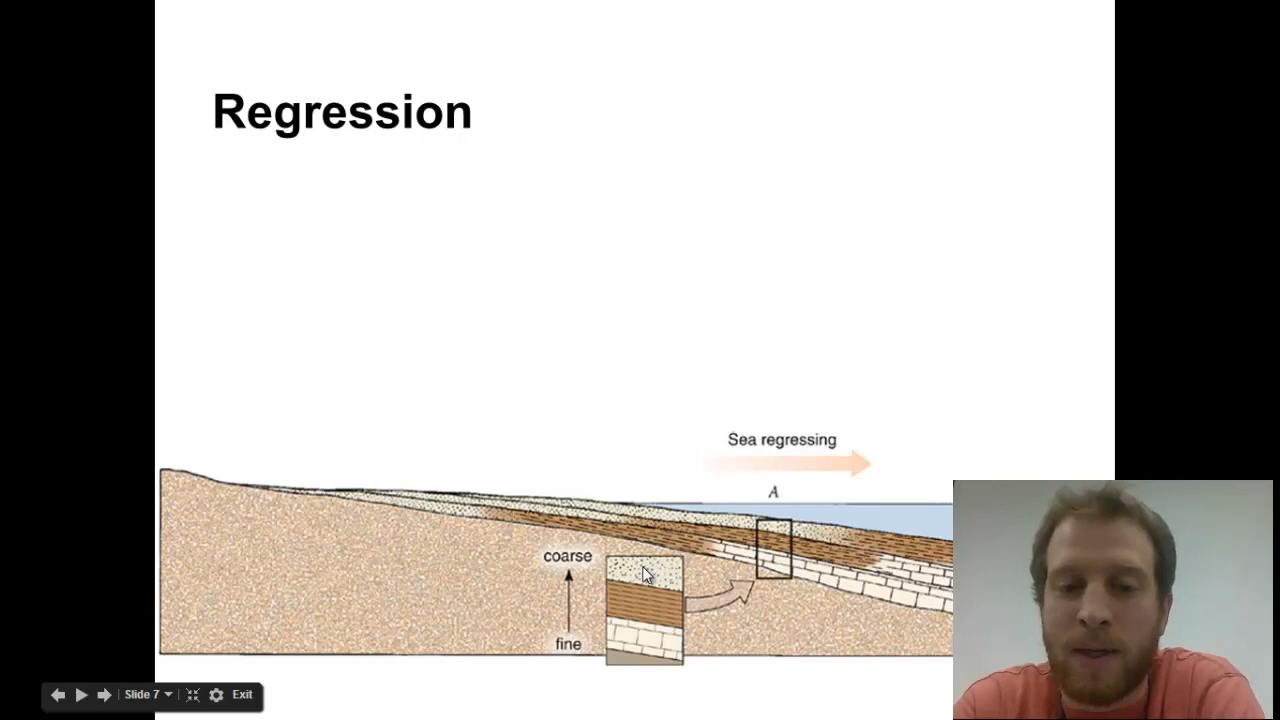 Regression
Sea regressing
A
coarse
fine
Slide 7
Exit